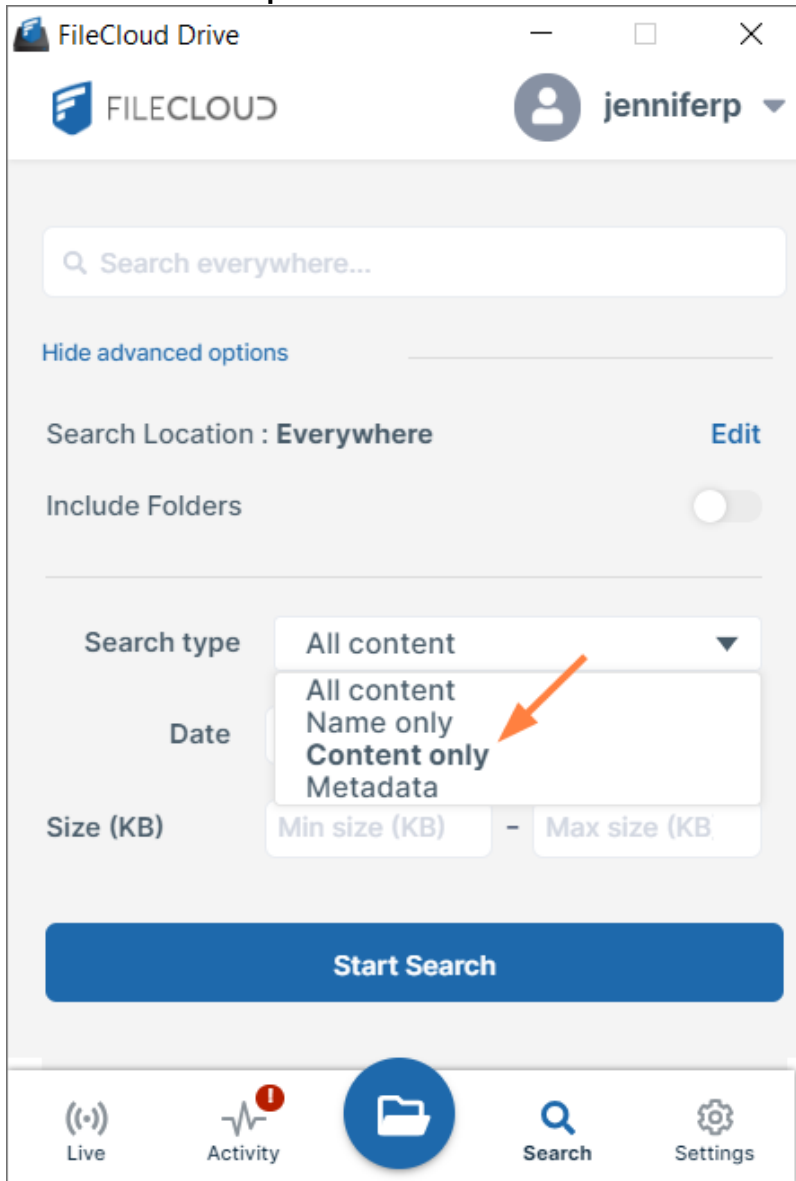 FileCloud Drive
FILECLOUD
jenniferp
Search everywhere...
Hide advanced options
Search Location : Everywhere
Edit
Include Folders
Search type
All content
All content
Name only
Date
Content only
Metadata
Size (KB)
Min size (KB)
-
Max size (KB
Start Search
!
Live
Activity
Search
Settings